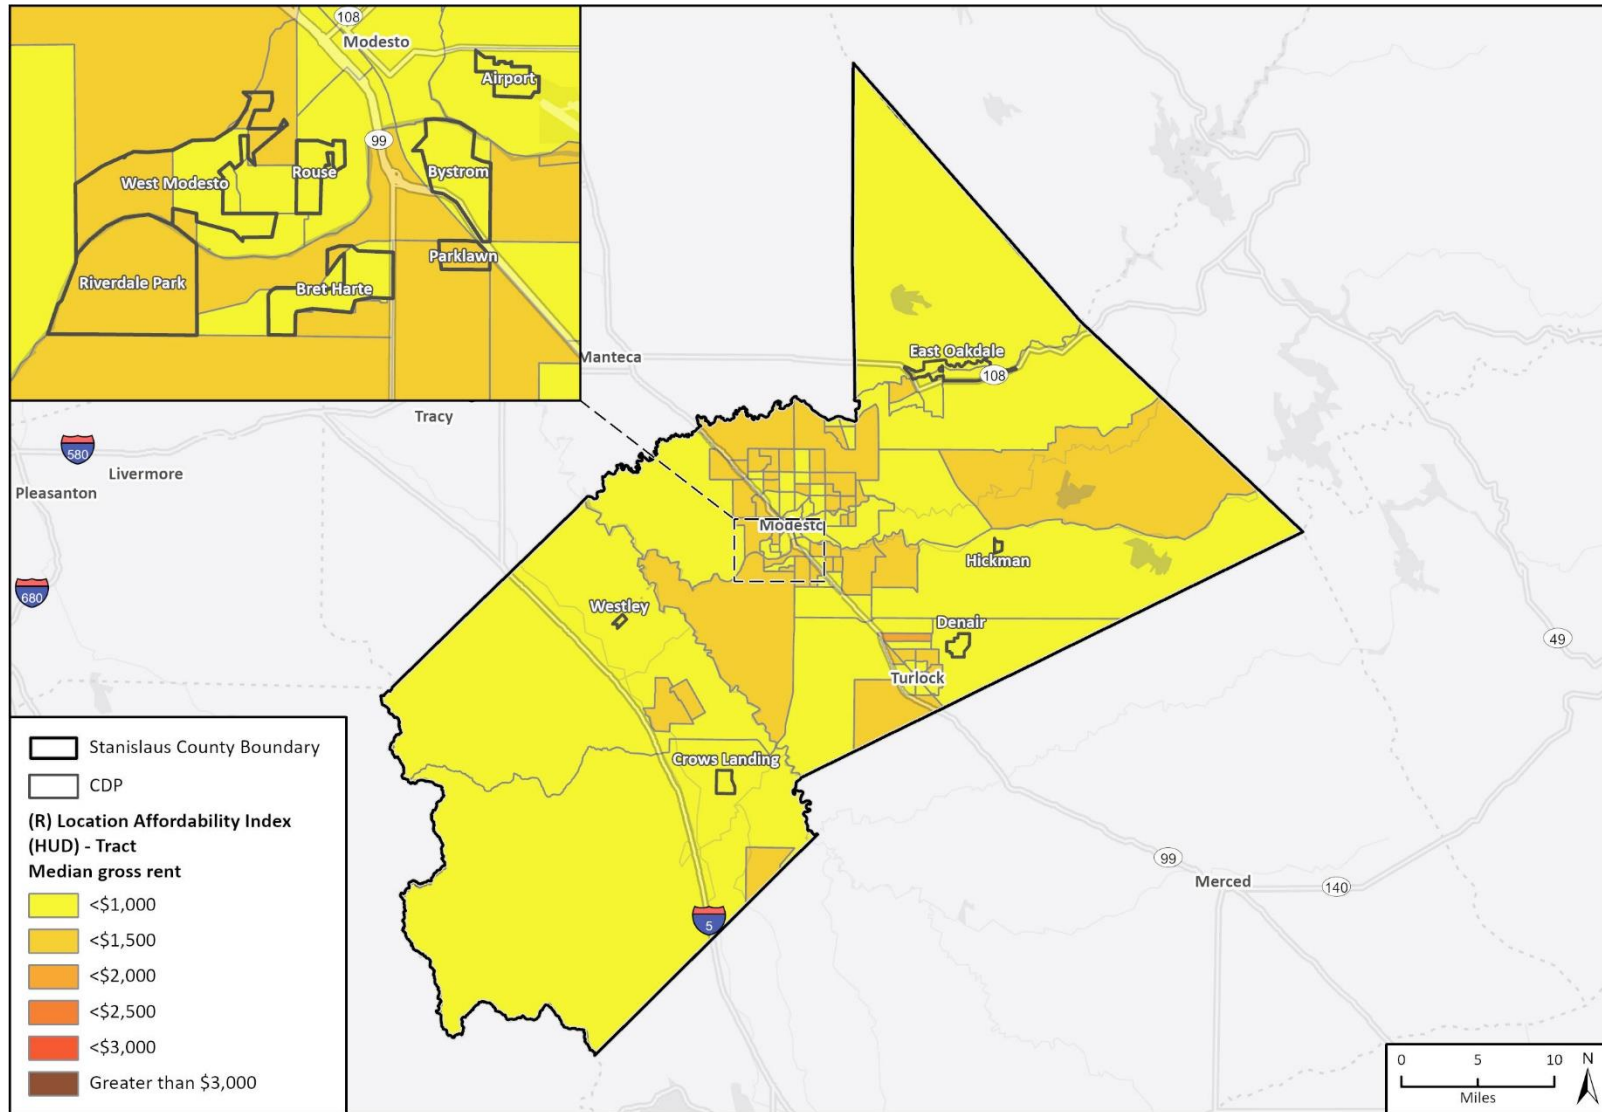 108
Modesto
Airport
99
West Modesto
Rouse
Bystrom
Riverdale Park
Bret Harte
Parklawn
Manteca
Tracy
580
Livermore
Pleasanton
680
East Oakdale
108
Modesto
Hickman
Westley
Denair
Turlock
Crows Landing
49
99
Merced
140
5
Stanislaus County Boundary
CDP
(R) Location Affordability Index
(HUD) - Tract
Median gross rent
<$1,000
<$1,500
<$2,000
<$2,500
<$3,000
Greater than $3,000
0 5 10
Miles
N